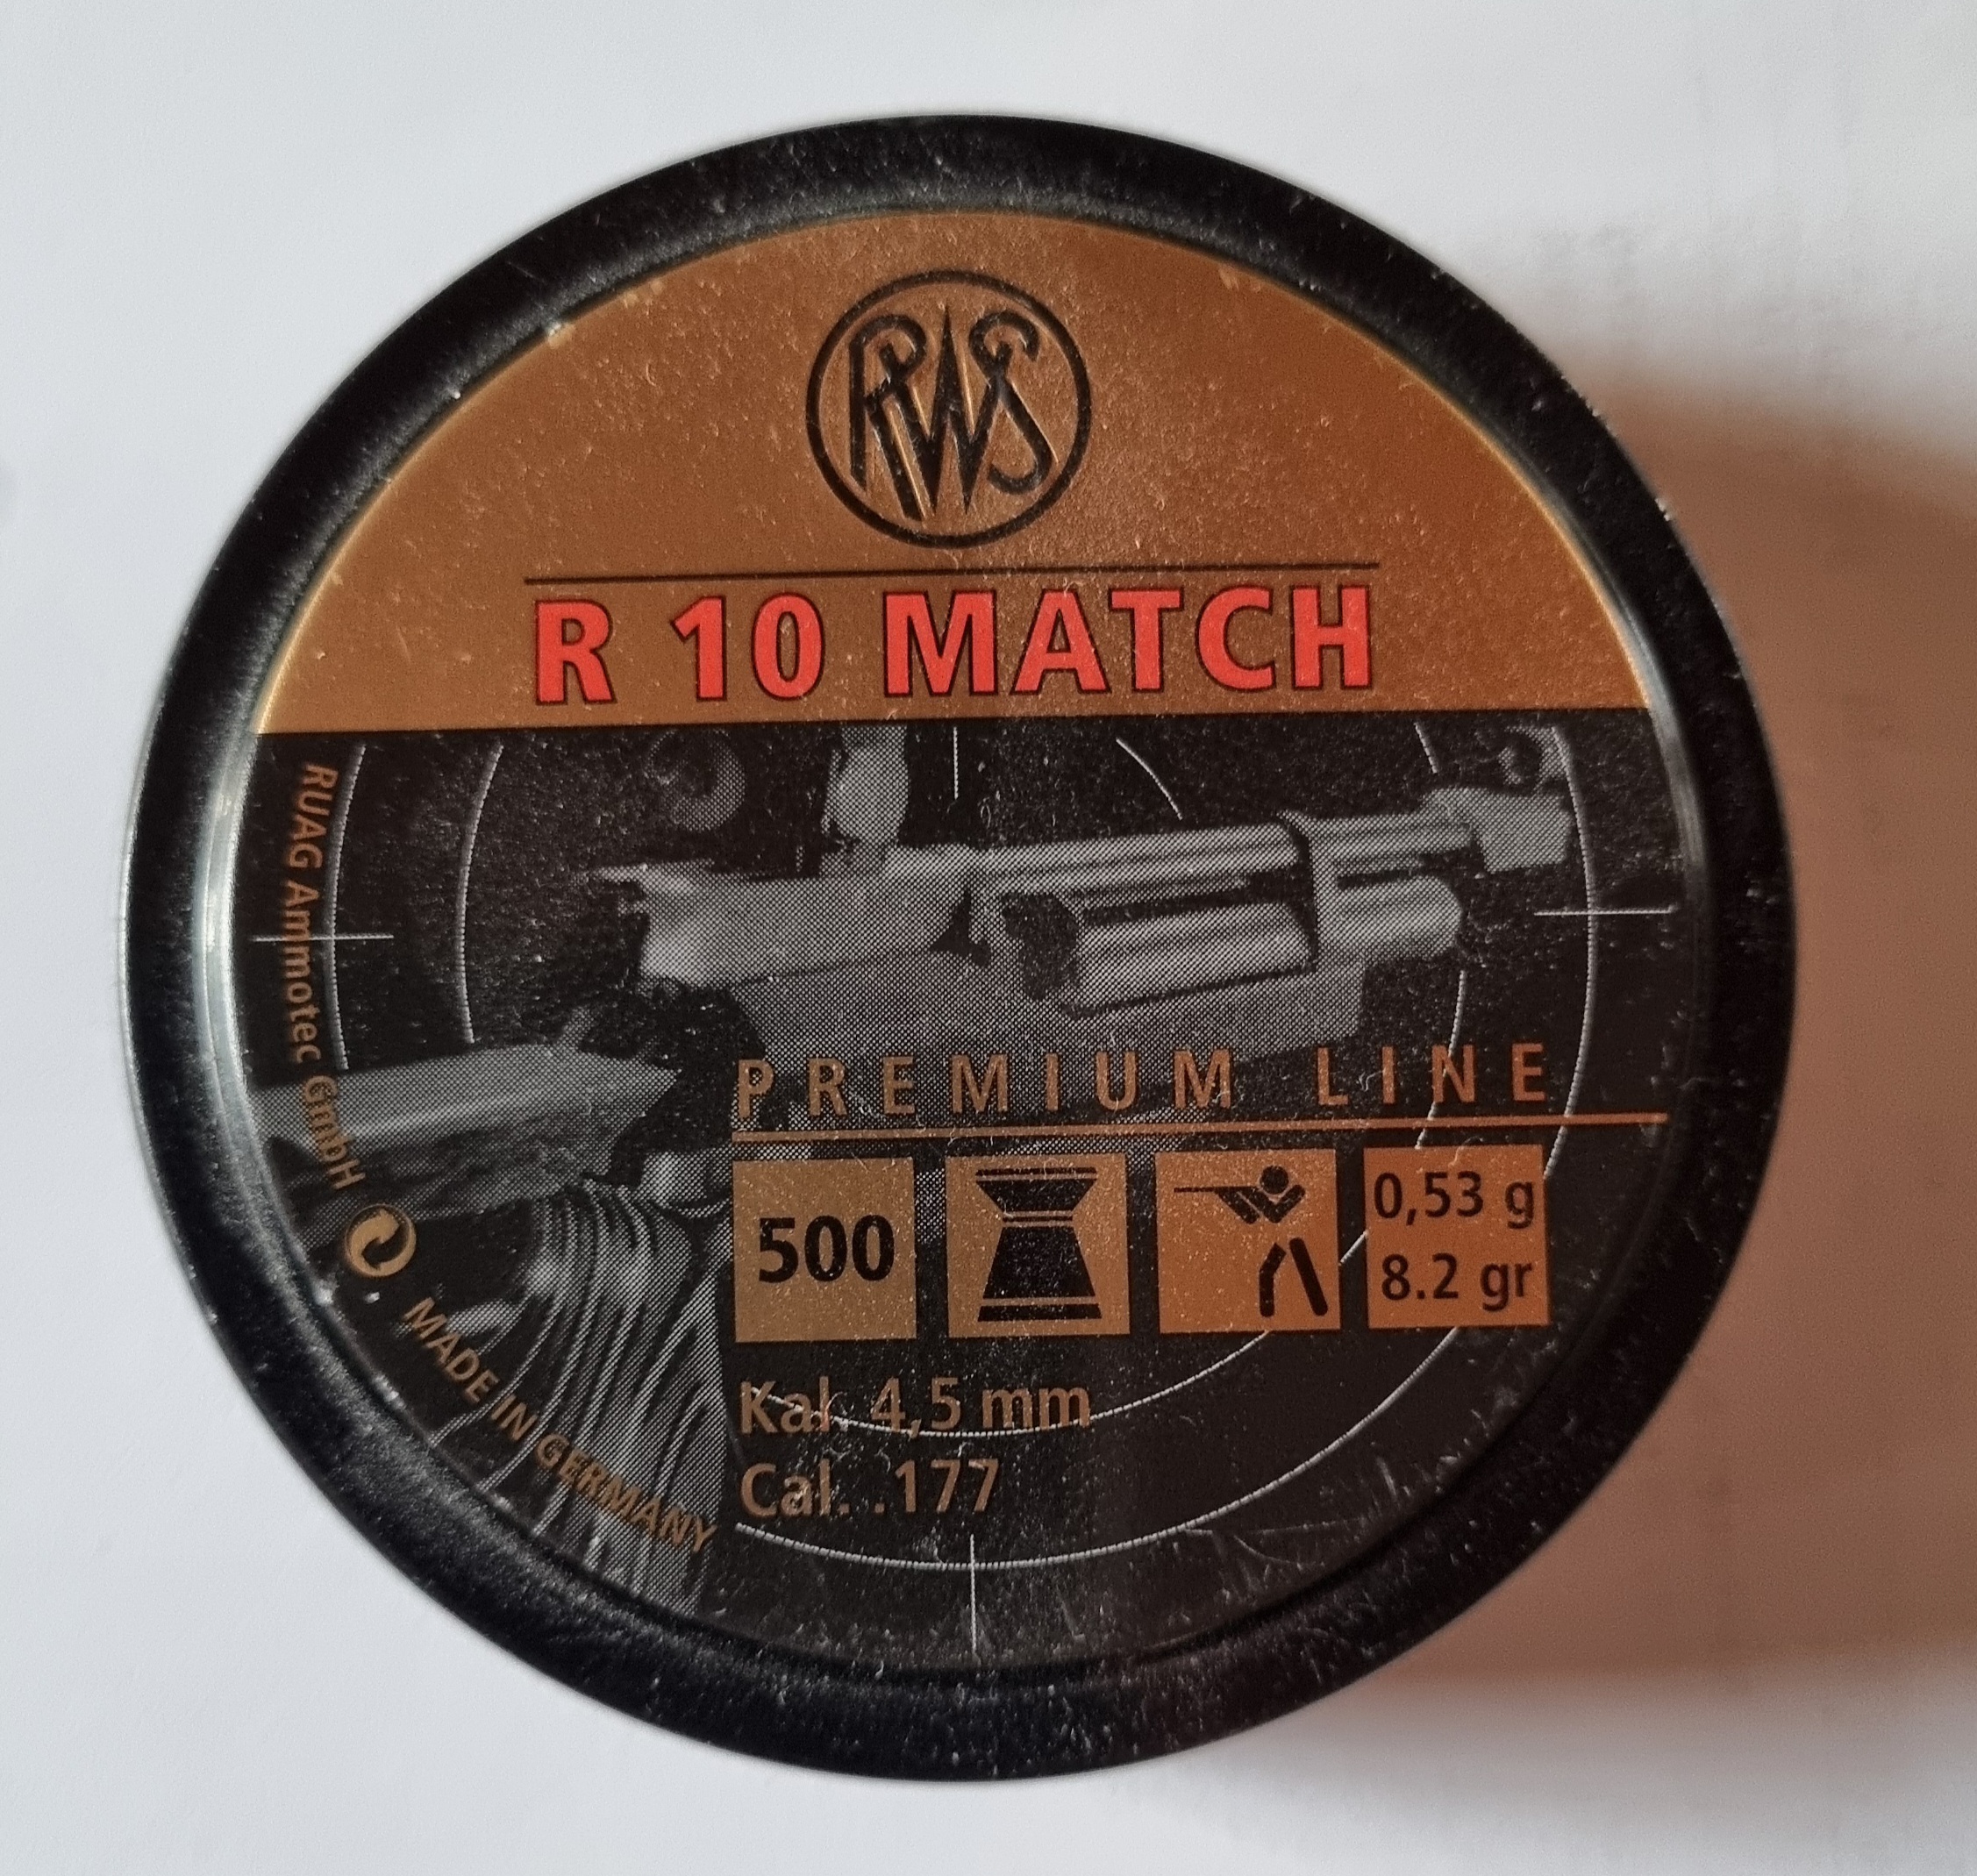 RWS
R 10 MATCH
RUAG Ammotec GmbH
MADE IN GERMANY
PREMIUM LINE
500
0,53 g
8.2 gr
Kal. 4,5 mm
Cal. .177